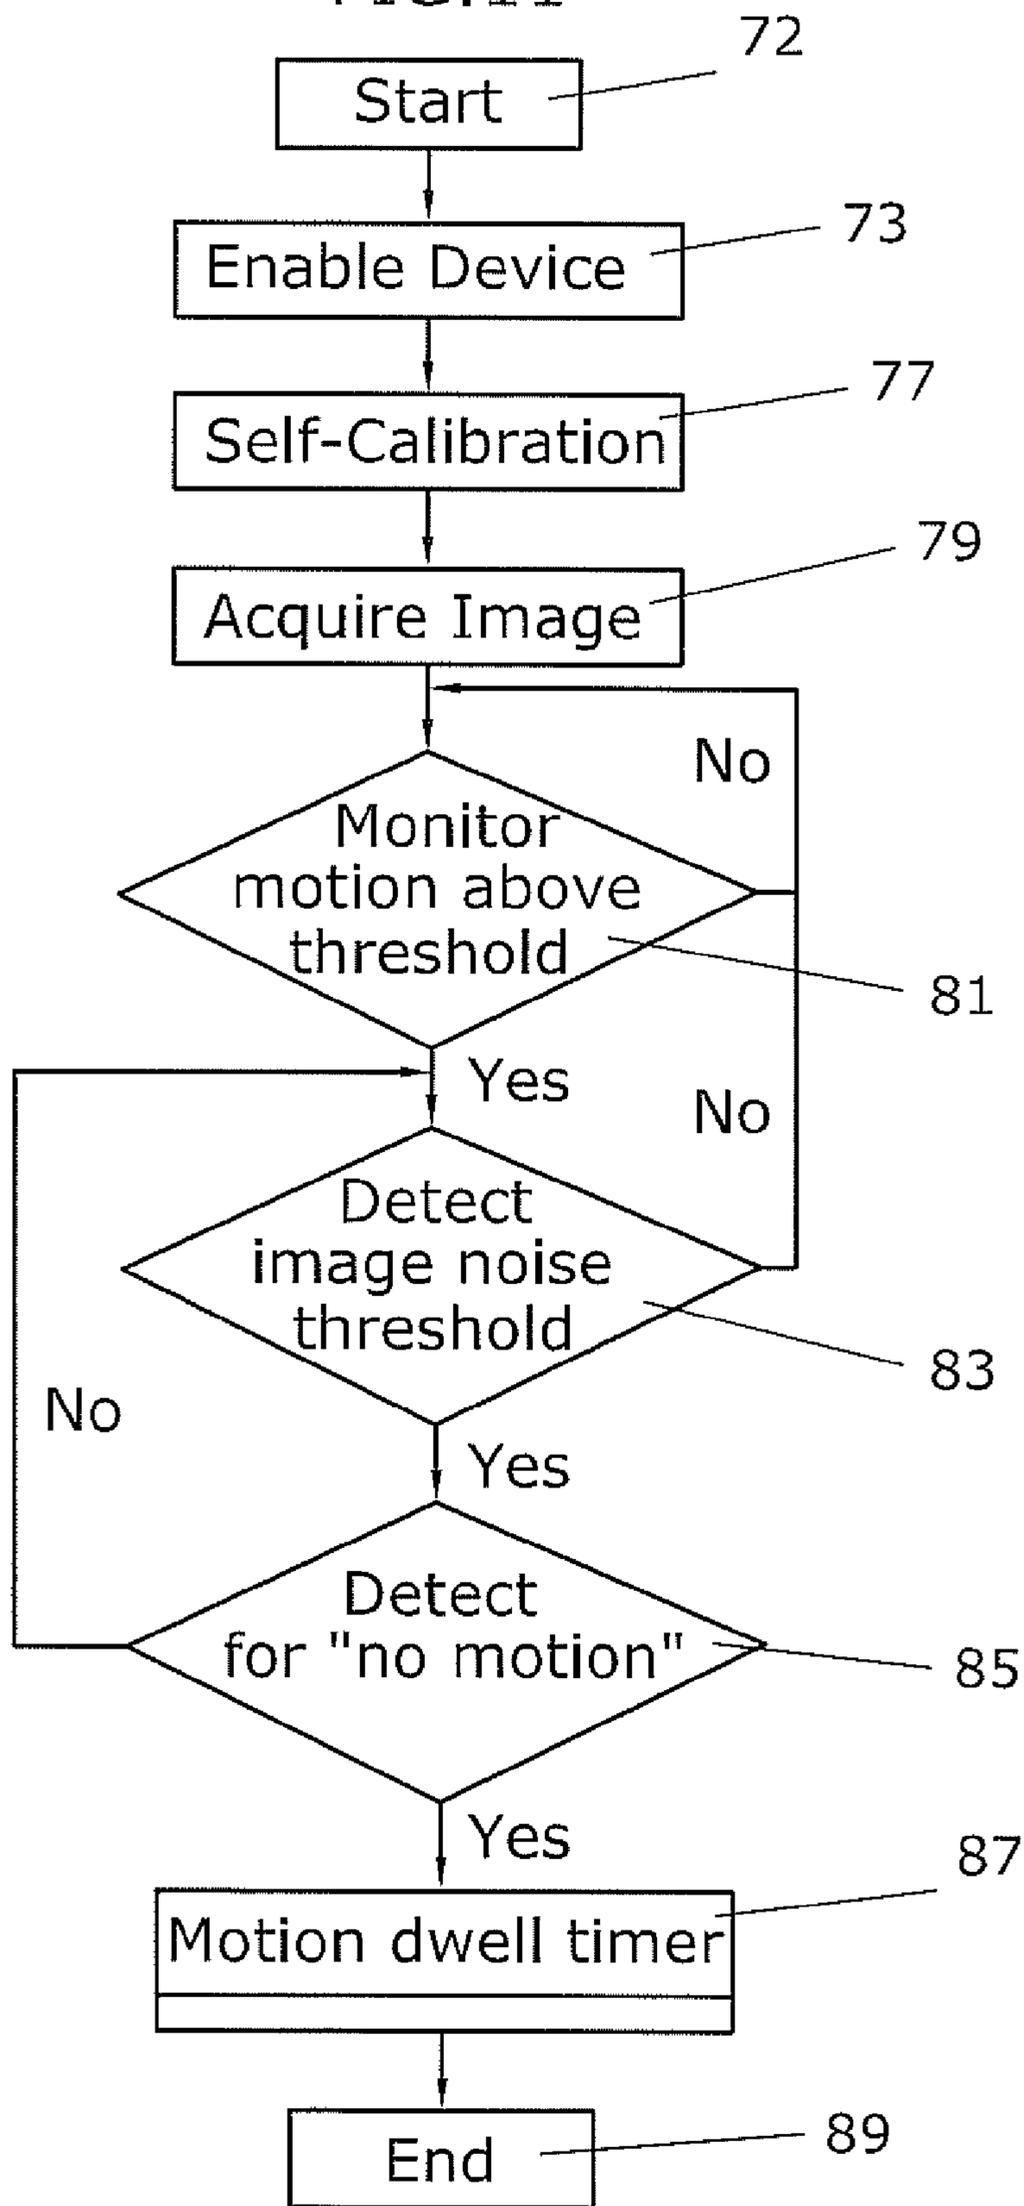 72
Start
73
Enable Device
77
Self-Calibration
79
Acquire Image
No
Monitor
motion above
threshold
81
Yes
No
Detect
image noise
threshold
83
No
Yes
Detect
for "no motion"
85
Yes
87
Motion dwell timer
89
End